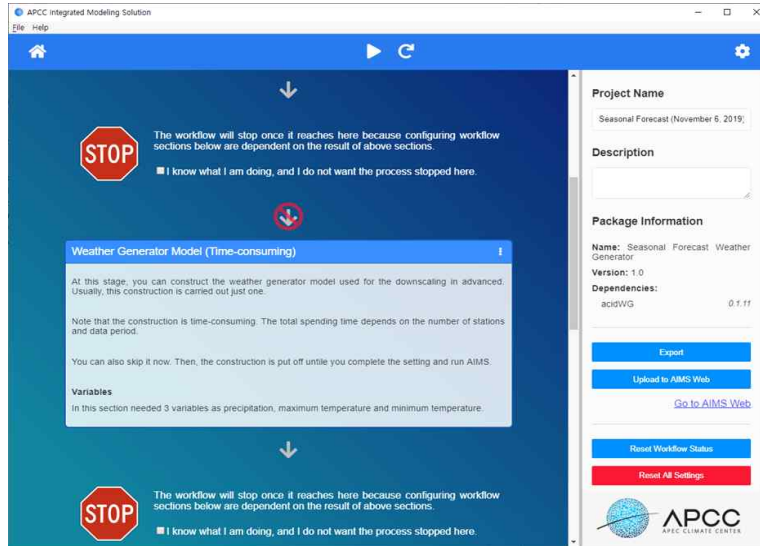 APCC Integrated Modeling Solution
File Help
The workflow will stop once it reaches here because configuring workflow
sections below are dependent on the result of above sections.
STOP
I know what I am doing, and I do not want the process stopped here.
Weather Generator Model (Time-consuming)
At this stage, you can construct the weather generator model used for the downscaling in advanced.
Usually, this construction is carried out just one.
Note that the construction is time-consuming. The total spending time depends on the number of stations
and data period.
You can also skip it now. Then, the construction is put off untile you complete the setting and run AIMS.
Variables
In this section needed 3 variables as precipitation, maximum temperature and minimum temperature.
The workflow will stop once it reaches here because configuring workflow
sections below are dependent on the result of above sections.
STOP
I know what I am doing, and I do not want the process stopped here.
Project Name
Seasonal Forecast (November 6, 2019)
Description
Package Information
Name: Seasonal Forecast Weather
Generator
Version: 1.0
Dependencies:
acidWG 0.1.11
Export
Upload to AIMS Web
Go to AIMS Web
Reset Workflow Status
Reset All Settings
APCC
APEC CLIMATE CENTER